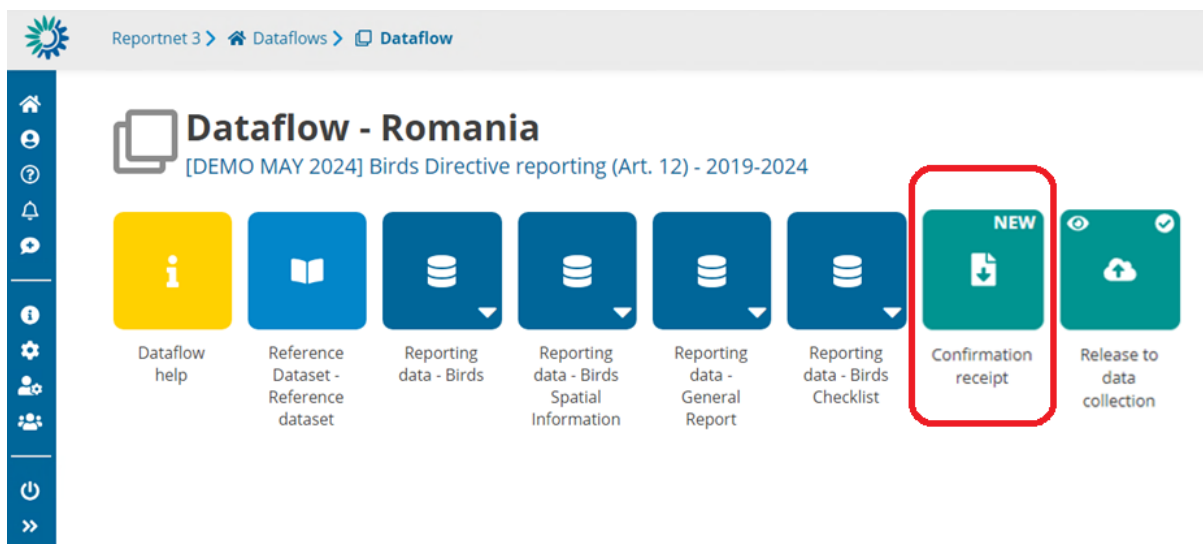 Reportnet 3 Dataflows Dataflow
Dataflow - Romania
[DEMO MAY 2024] Birds Directive reporting (Art. 12) - 2019-2024
NEW
Dataflow
help
Reference
Dataset -
Reference
dataset
Reporting
data - Birds
Reporting
data - Birds
Spatial
Information
Reporting
data -
General
Report
Reporting
data - Birds
Checklist
Confirmation
receipt
Release to
data
collection